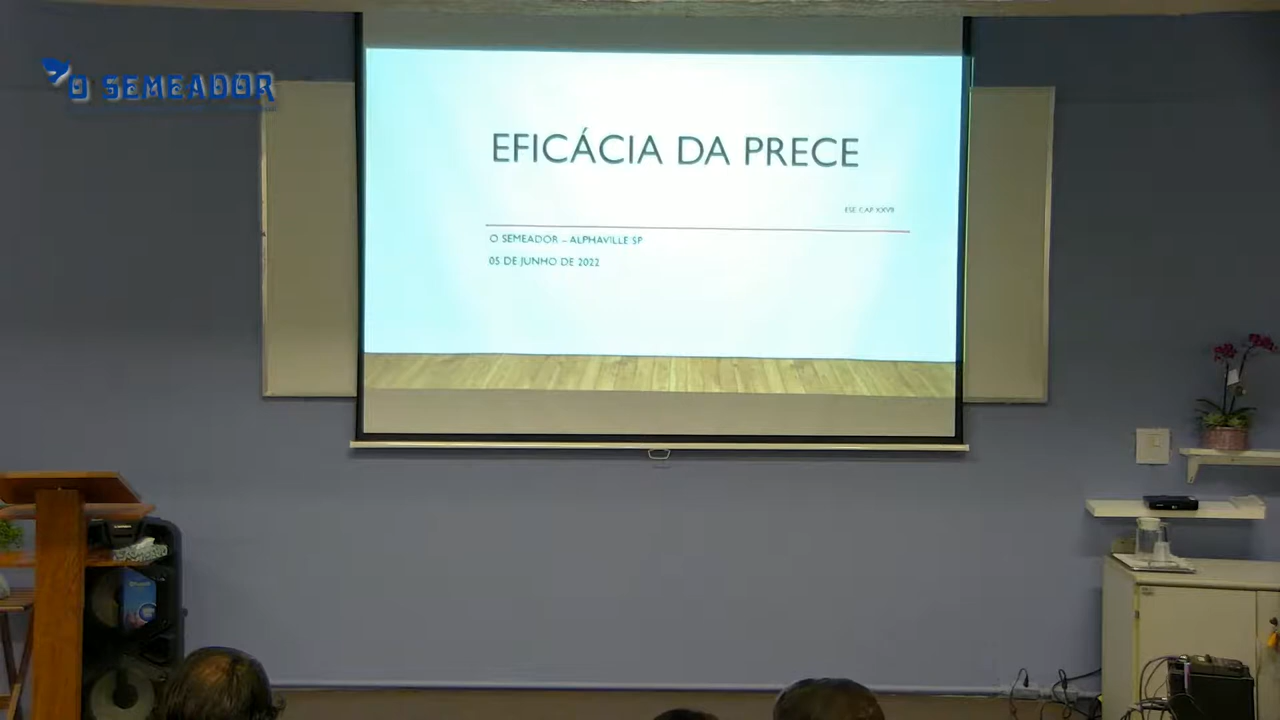 O SEMEADOR
EFICÁCIA DA PRECE
ESE CAP XXVII
O SEMEADOR – ALPHAVILLE SP
05 DE JUNHO DE 2022